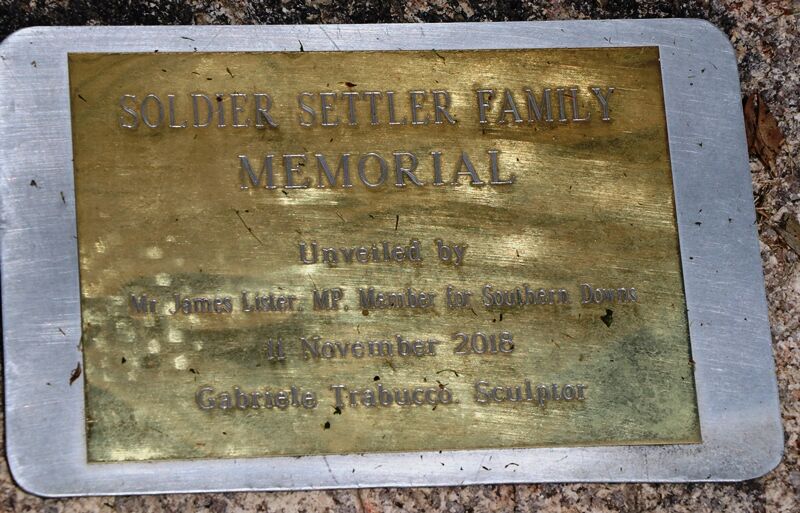 SOLDIER SETTLER FAMILY
MEMORIAL
Unveiled by
Mr James Lister, MP, Member for Southern Downs
11 November 2018
Gabriele Trabucco, Sculptor